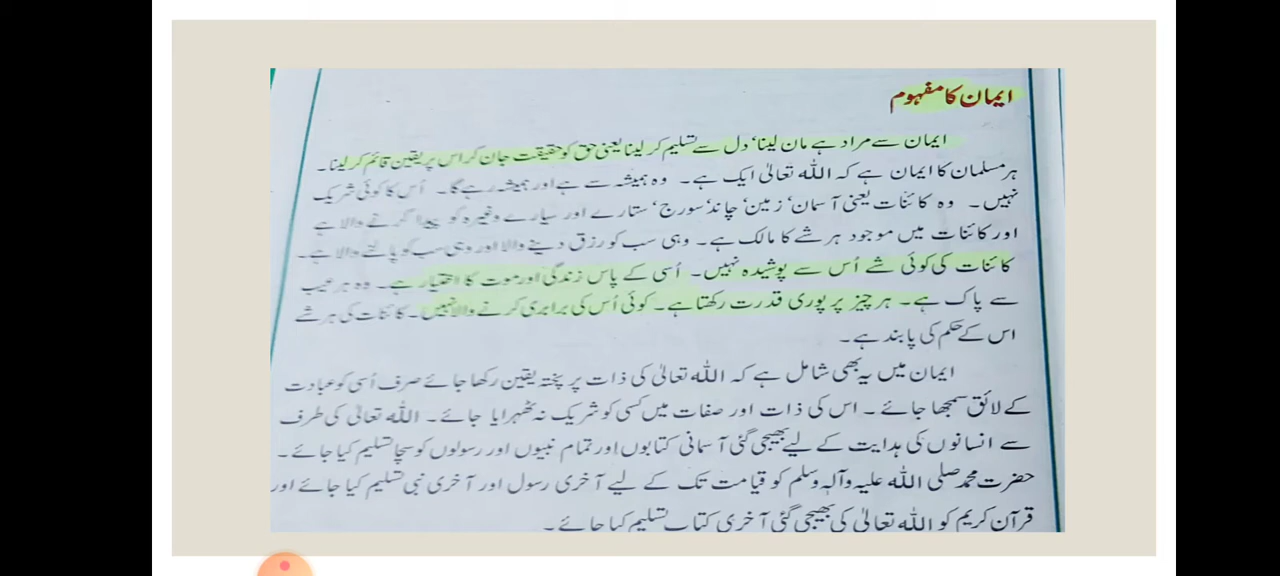 ایمان کا مفہوم
ایمان سے مراد ہے مان لینا، دل سے تسلیم کر لینا یعنی حق کو حقیقت جان کر اس پر یقین قائم کر لینا۔
ہر مسلمان کا ایمان ہے کہ اللہ تعالیٰ ایک ہے۔ وہ ہمیشہ سے ہے اور ہمیشہ رہے گا۔ اُس کا کوئی شریک
نہیں۔ وہ کائنات یعنی آسمان، زمین، چاند، سورج، ستارے اور سیارے وغیرہ کو پیدا کرنے والا ہے
اور کائنات میں موجود ہر شے کا مالک ہے۔ وہی سب کو رزق دینے والا اور وہی سب کو پالنے والا ہے۔
کائنات کی کوئی شے اُس سے پوشیدہ نہیں۔ اُسی کے پاس زندگی اور موت کا اختیار ہے۔ وہ ہر عیب
سے پاک ہے۔ ہر چیز پر پوری قدرت رکھتا ہے۔ کوئی اُس کی برابری کرنے والا نہیں۔ کائنات کی ہر شے
اس کے حکم کی پابند ہے۔
ایمان میں یہ بھی شامل ہے کہ اللہ تعالیٰ کی ذات پر پختہ یقین رکھا جائے صرف اُسی کو عبادت
کے لائق سمجھا جائے۔ اس کی ذات اور صفات میں کسی کو شریک نہ ٹھہرایا جائے۔ اللہ تعالیٰ کی طرف
سے انسانوں کی ہدایت کے لیے بھیجی گئی آسمانی کتابوں اور تمام نبیوں اور رسولوں کو سچا تسلیم کیا جائے۔
حضرت محمد صلی اللہ علیہ وآلہٖ وسلم کو قیامت تک کے لیے آخری رسول اور آخری نبی تسلیم کیا جائے اور
قرآن کریم کو اللہ تعالیٰ کی بھیجی گئی آخری کتاب تسلیم کیا جائے۔